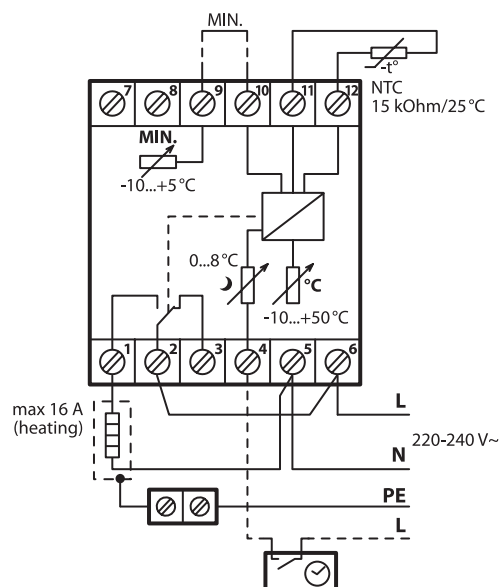 MIN.
-t°
NTC
15 kOhm/25°C
7 8 9 10 11 12
MIN.
-10...+5°C
0...8°C
°C
-10...+50°C
1 2 3 4 5 6
max 16 A
(heating)
L
220-240 V~
N
PE
L